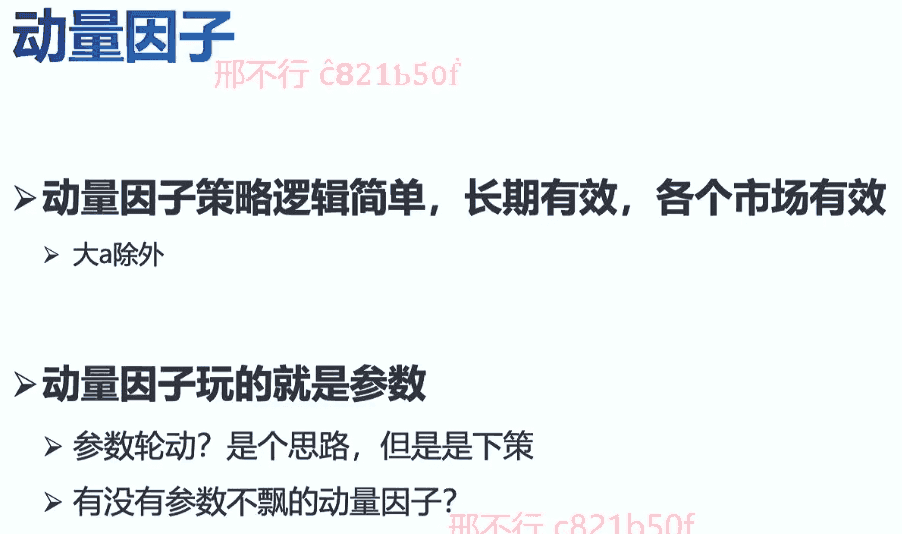 动量因子
邢不行 c821b50f
动量因子策略逻辑简单，长期有效，各个市场有效
大a除外
动量因子玩的就是参数
参数轮动？是个思路，但是是下策
有没有参数不飘的动量因子？
邢不行 c821b50f